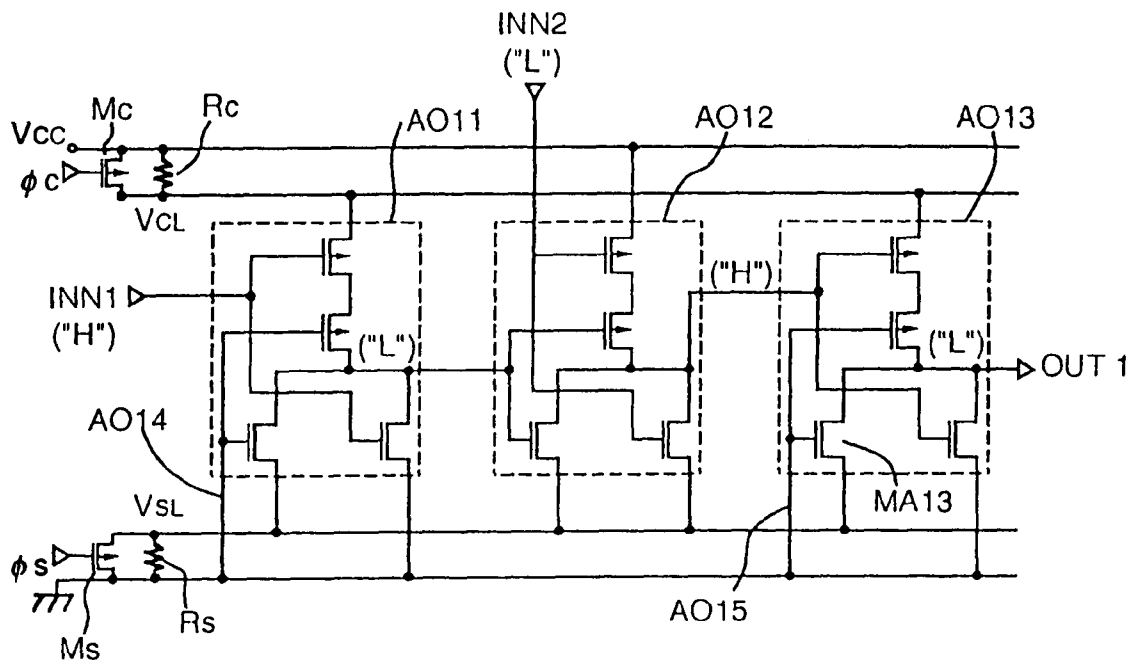 INN2
("L")
Mc
Rc
AO11
AO12
AO13
Vcc
ϕc
VCL
INN1
("H")
("L")
("H")
("L")
OUT 1
AO14
VSL
MA13
ϕs
Rs
Ms
AO15